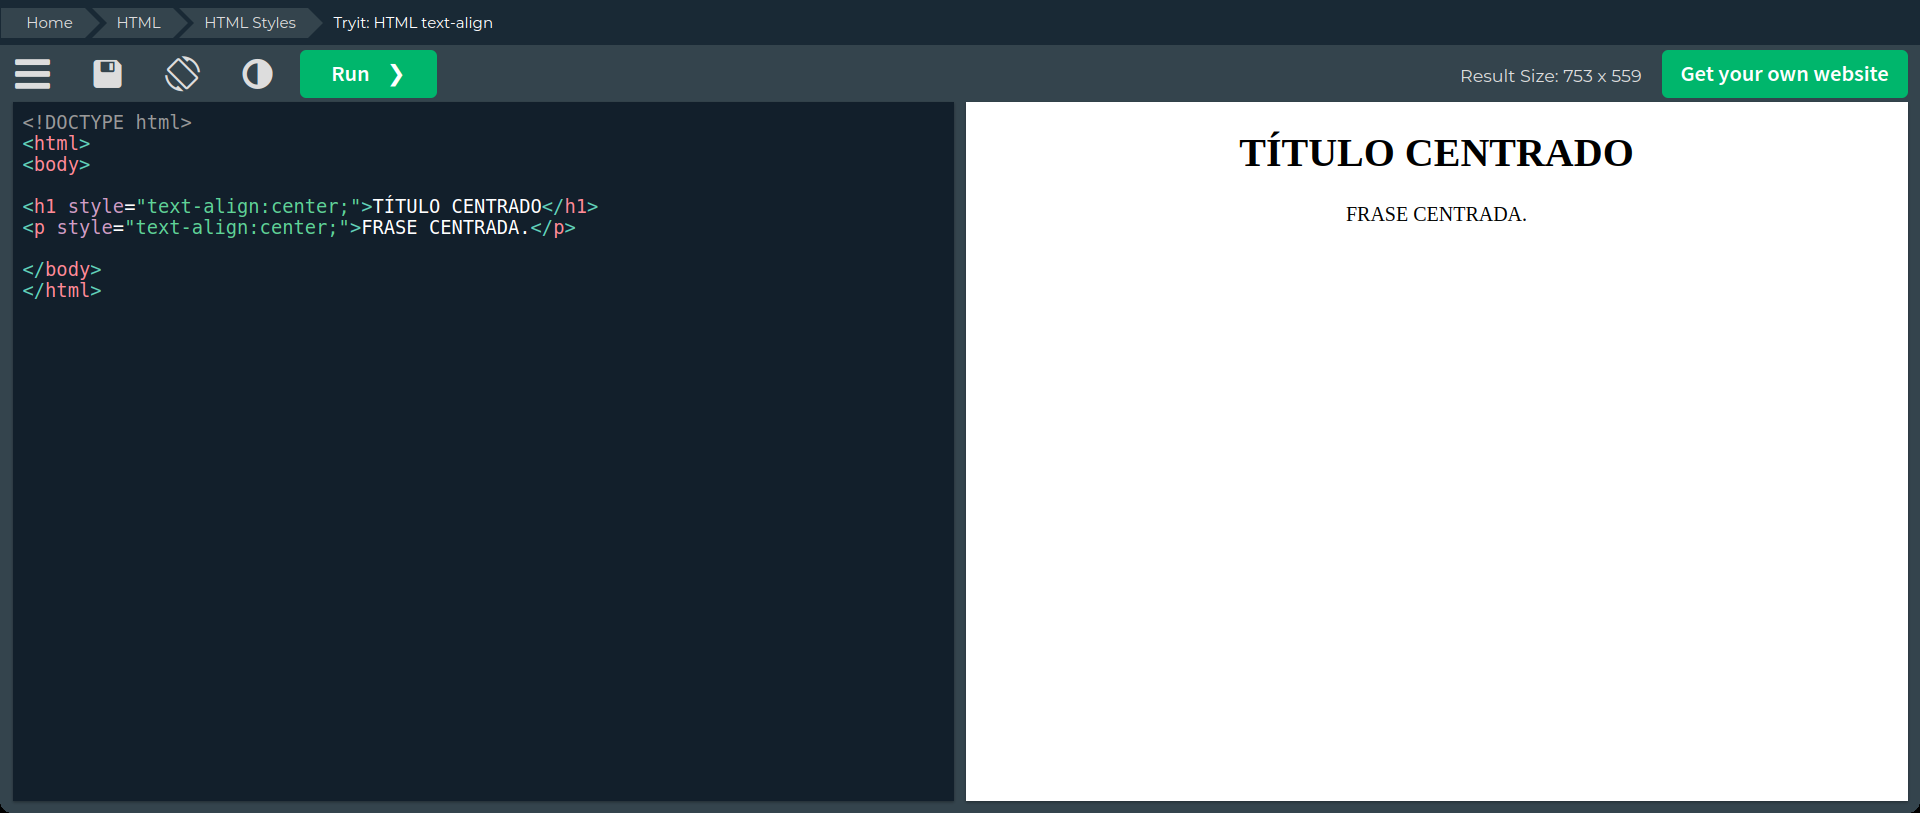 Home HTML HTML Styles Tryit: HTML text-align
Run ❯ Result Size: 753 x 559 Get your own website
<!DOCTYPE html>
<html>
<body>
<h1 style="text-align:center;">TÍTULO CENTRADO</h1>
<p style="text-align:center;">FRASE CENTRADA.</p>
</body>
</html>
TÍTULO CENTRADO
FRASE CENTRADA.